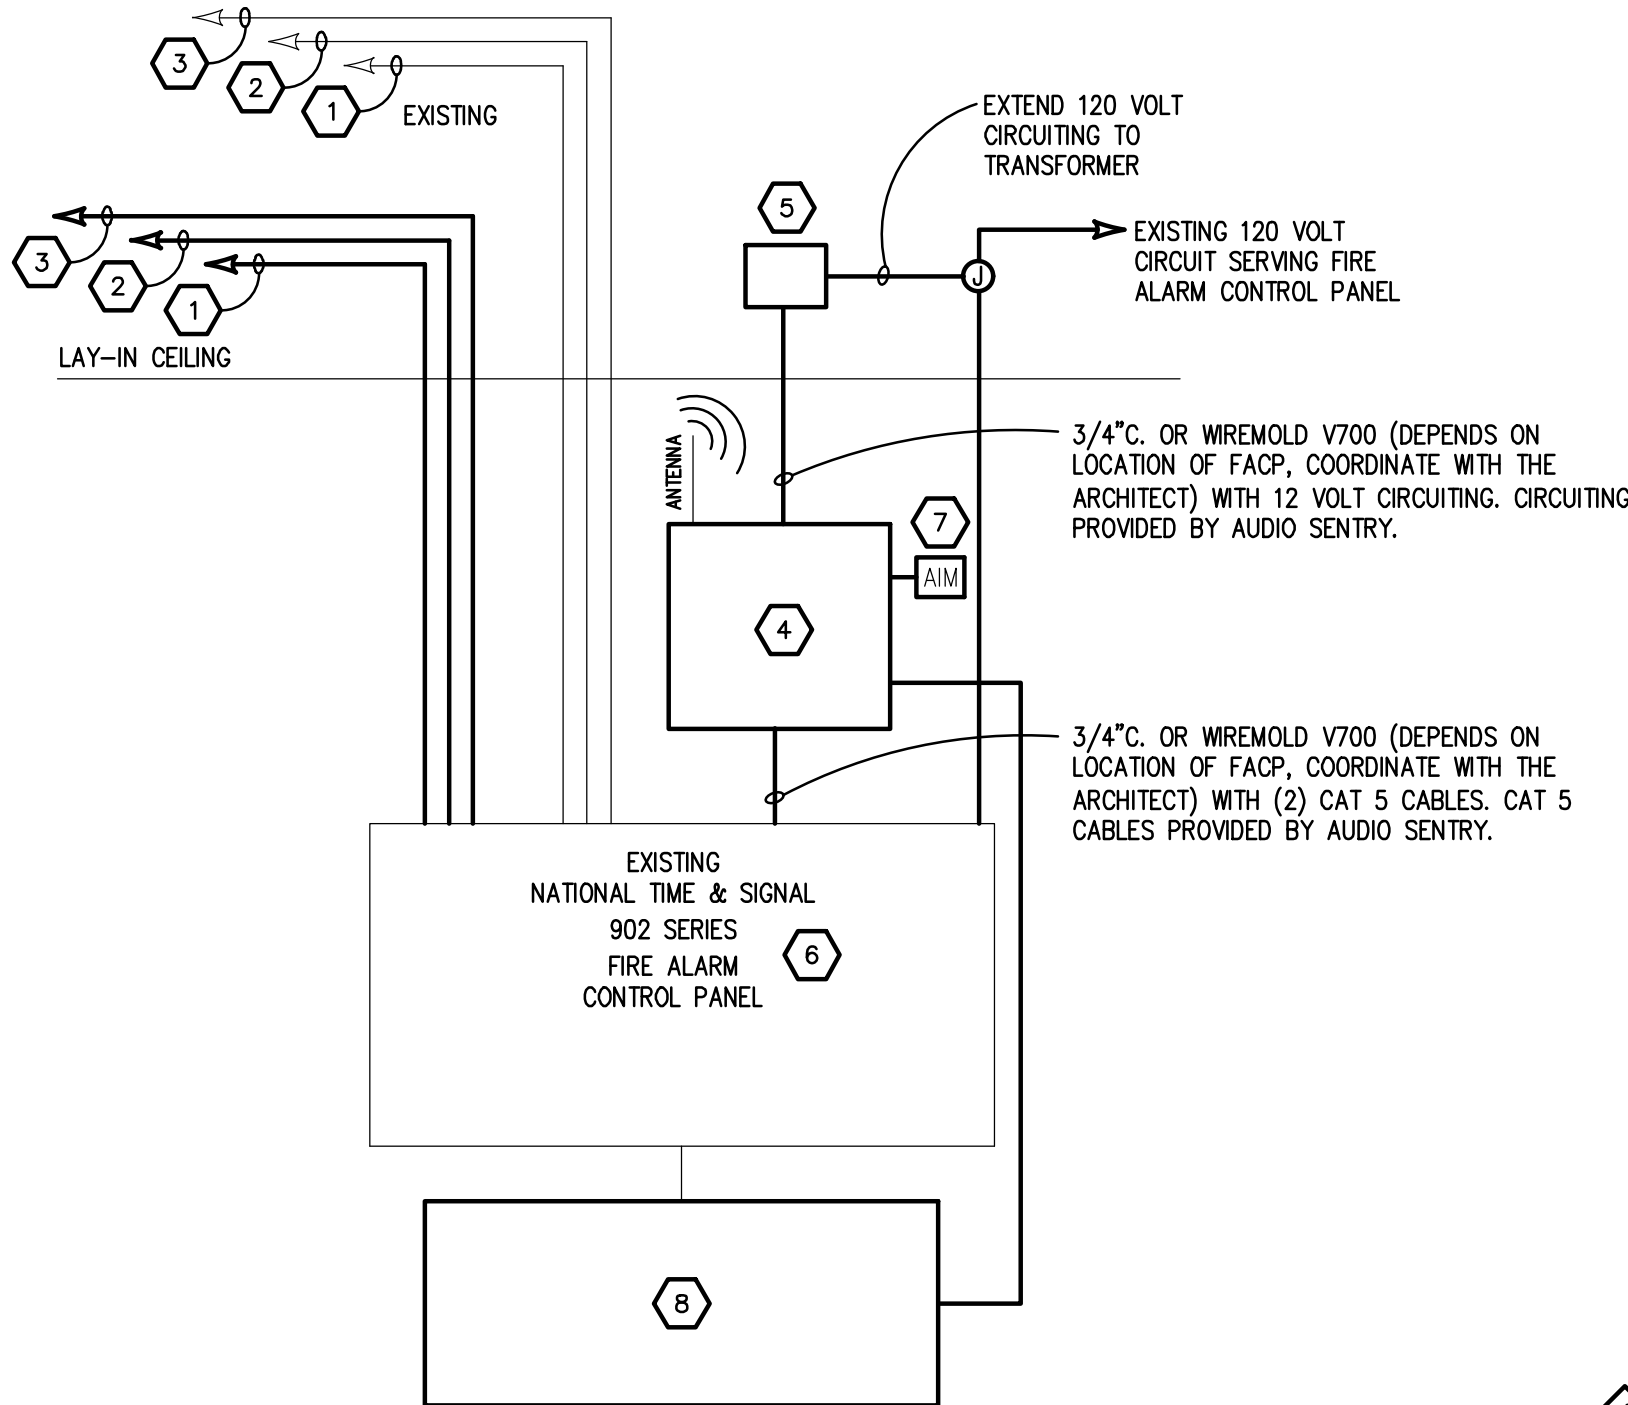 3
2
1
EXISTING
EXTEND 120 VOLT
CIRCUITING TO
TRANSFORMER
5
J
EXISTING 120 VOLT
CIRCUIT SERVING FIRE
ALARM CONTROL PANEL
3
2
1
LAY-IN CEILING
ANTENNA
3/4"C. OR WIREMOLD V700 (DEPENDS ON
LOCATION OF FACP, COORDINATE WITH THE
ARCHITECT) WITH 12 VOLT CIRCUITING. CIRCUITING
PROVIDED BY AUDIO SENTRY.
7
AIM
4
3/4"C. OR WIREMOLD V700 (DEPENDS ON
LOCATION OF FACP, COORDINATE WITH THE
ARCHITECT) WITH (2) CAT 5 CABLES. CAT 5
CABLES PROVIDED BY AUDIO SENTRY.
EXISTING
NATIONAL TIME & SIGNAL
902 SERIES
FIRE ALARM
CONTROL PANEL
6
8